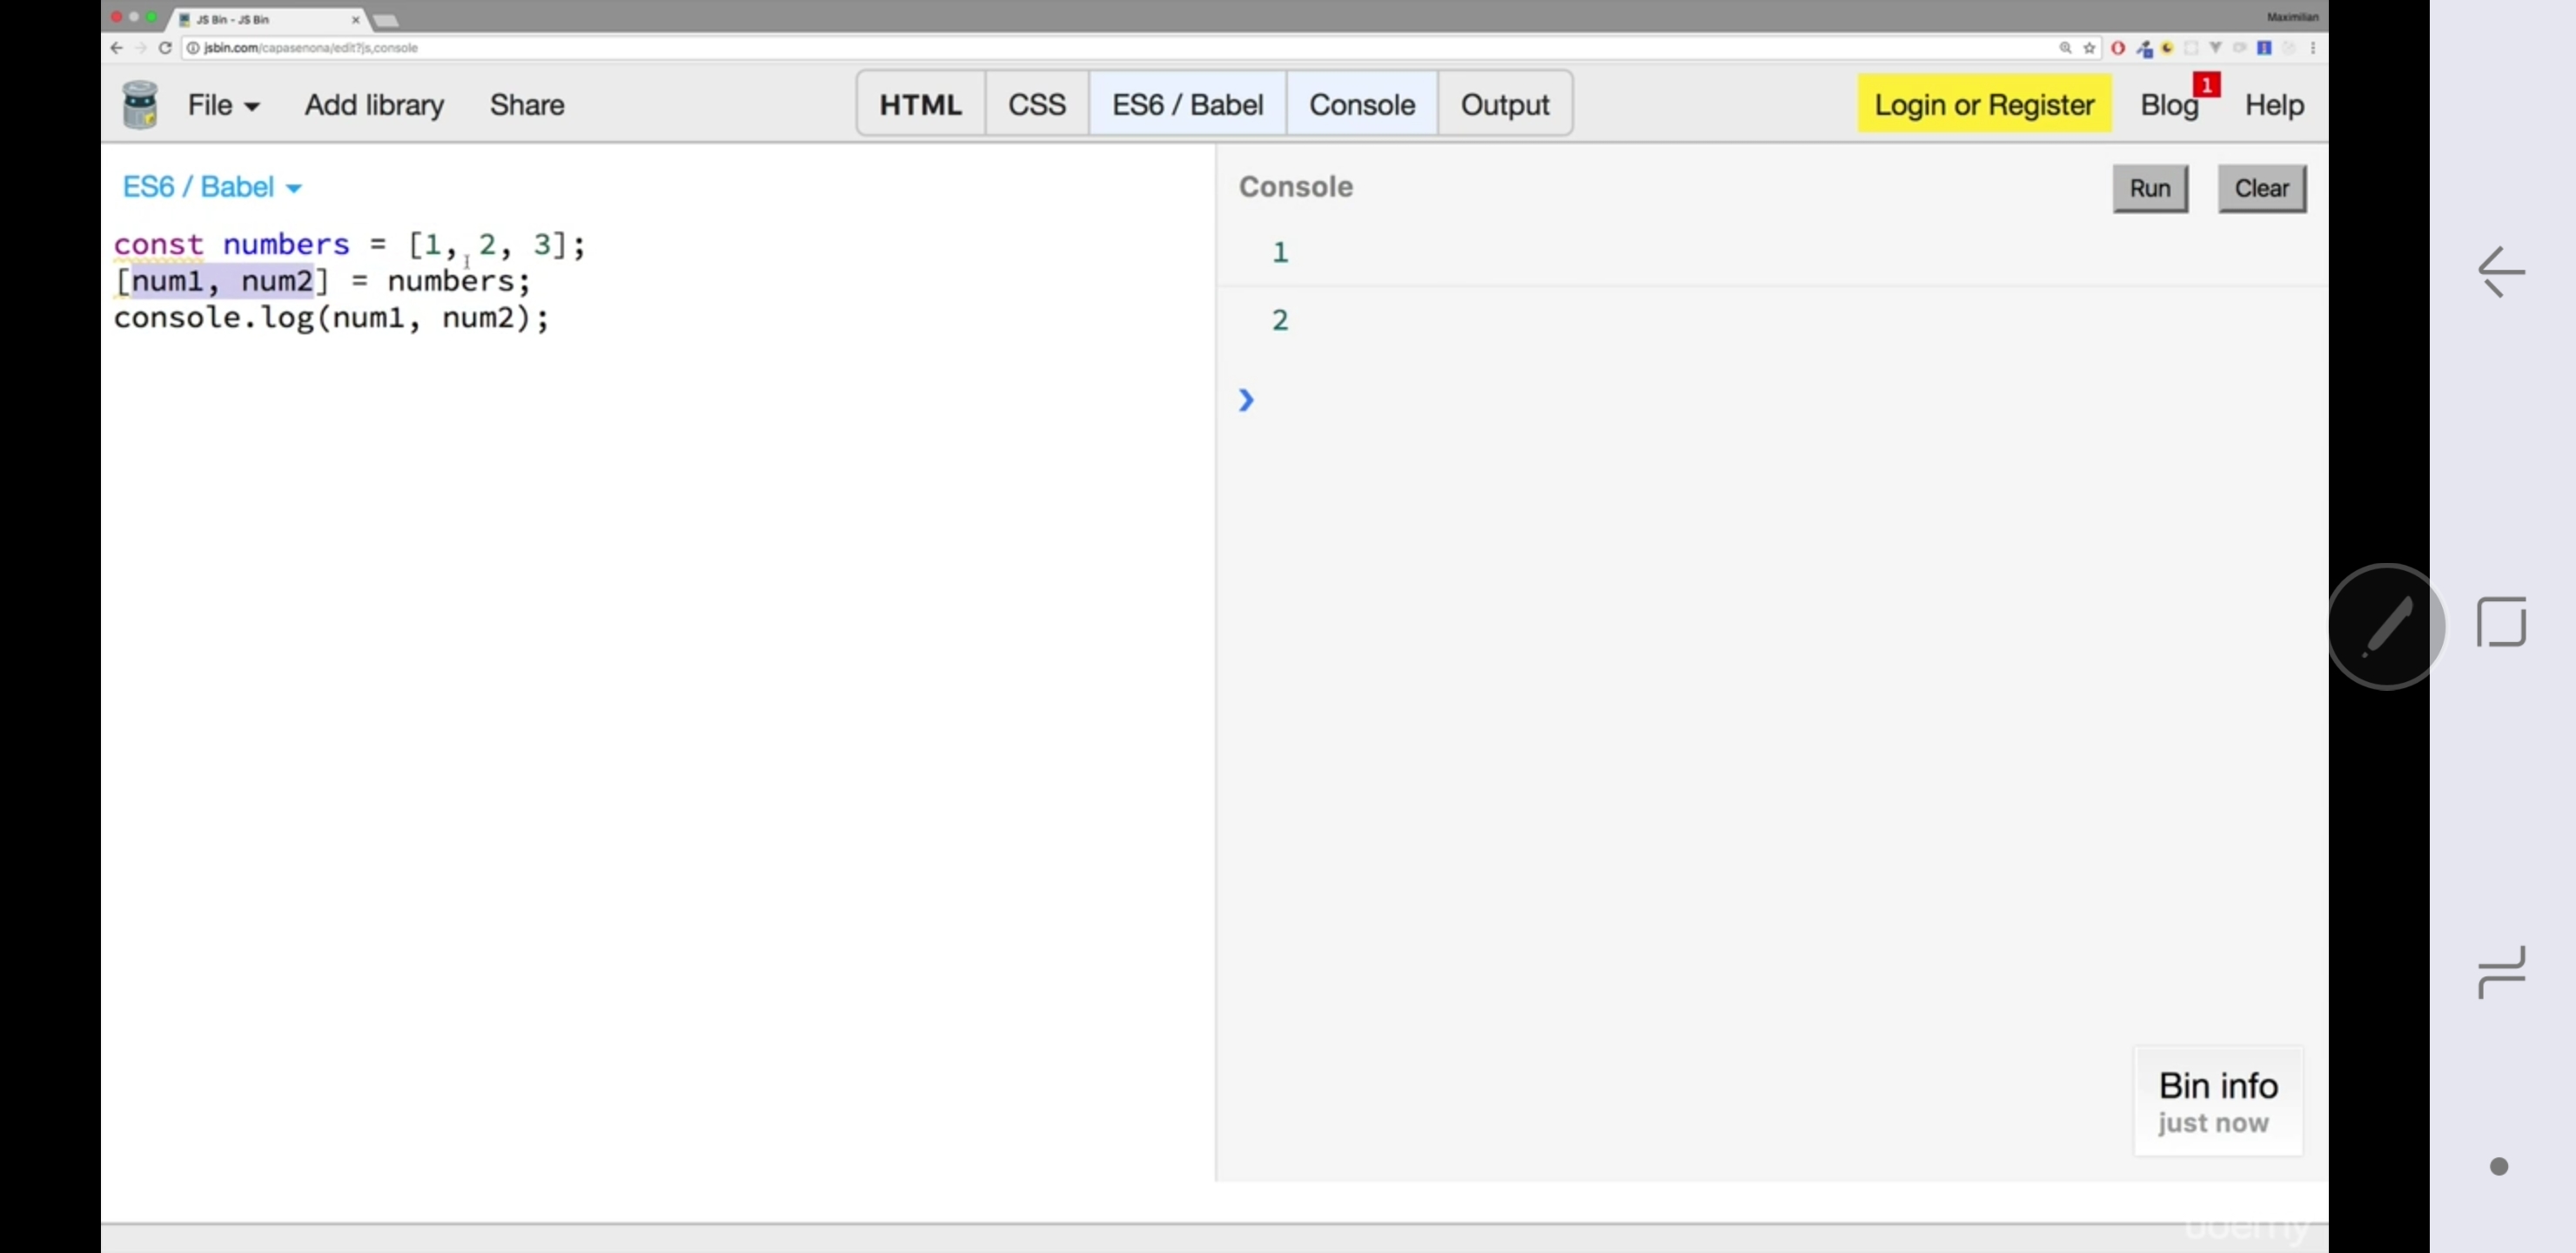 JS Bin - JS Bin
Maximilian
jsbin.com/capasenona/edit?js,console
File Add library Share HTML CSS ES6 / Babel Console Output Login or Register Blog 1 Help
ES6 / Babel
const numbers = [1, 2, 3];
[num1, num2] = numbers;
console.log(num1, num2);
Console Run Clear
1
2
Bin info
just now
udemy